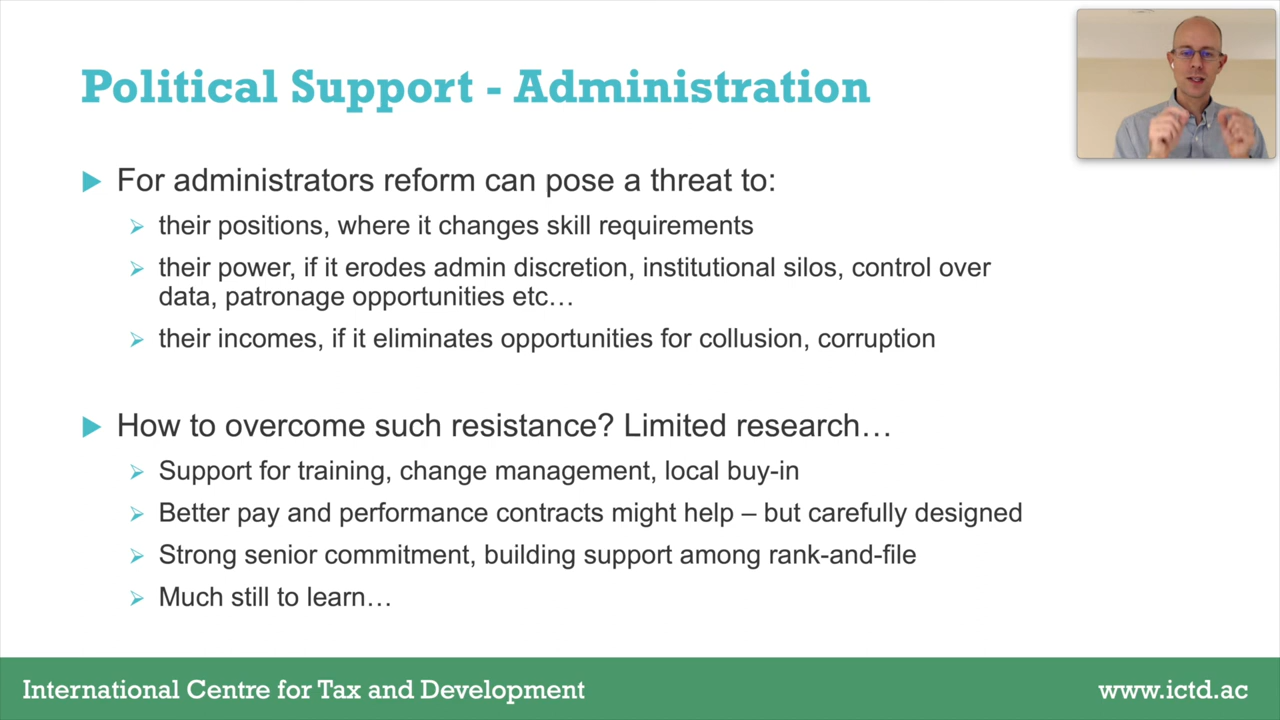 Political Support - Administration
For administrators reform can pose a threat to:
their positions, where it changes skill requirements
their power, if it erodes admin discretion, institutional silos, control over
data, patronage opportunities etc…
their incomes, if it eliminates opportunities for collusion, corruption
How to overcome such resistance? Limited research…
Support for training, change management, local buy-in
Better pay and performance contracts might help – but carefully designed
Strong senior commitment, building support among rank-and-file
Much still to learn…
International Centre for Tax and Development
www.ictd.ac